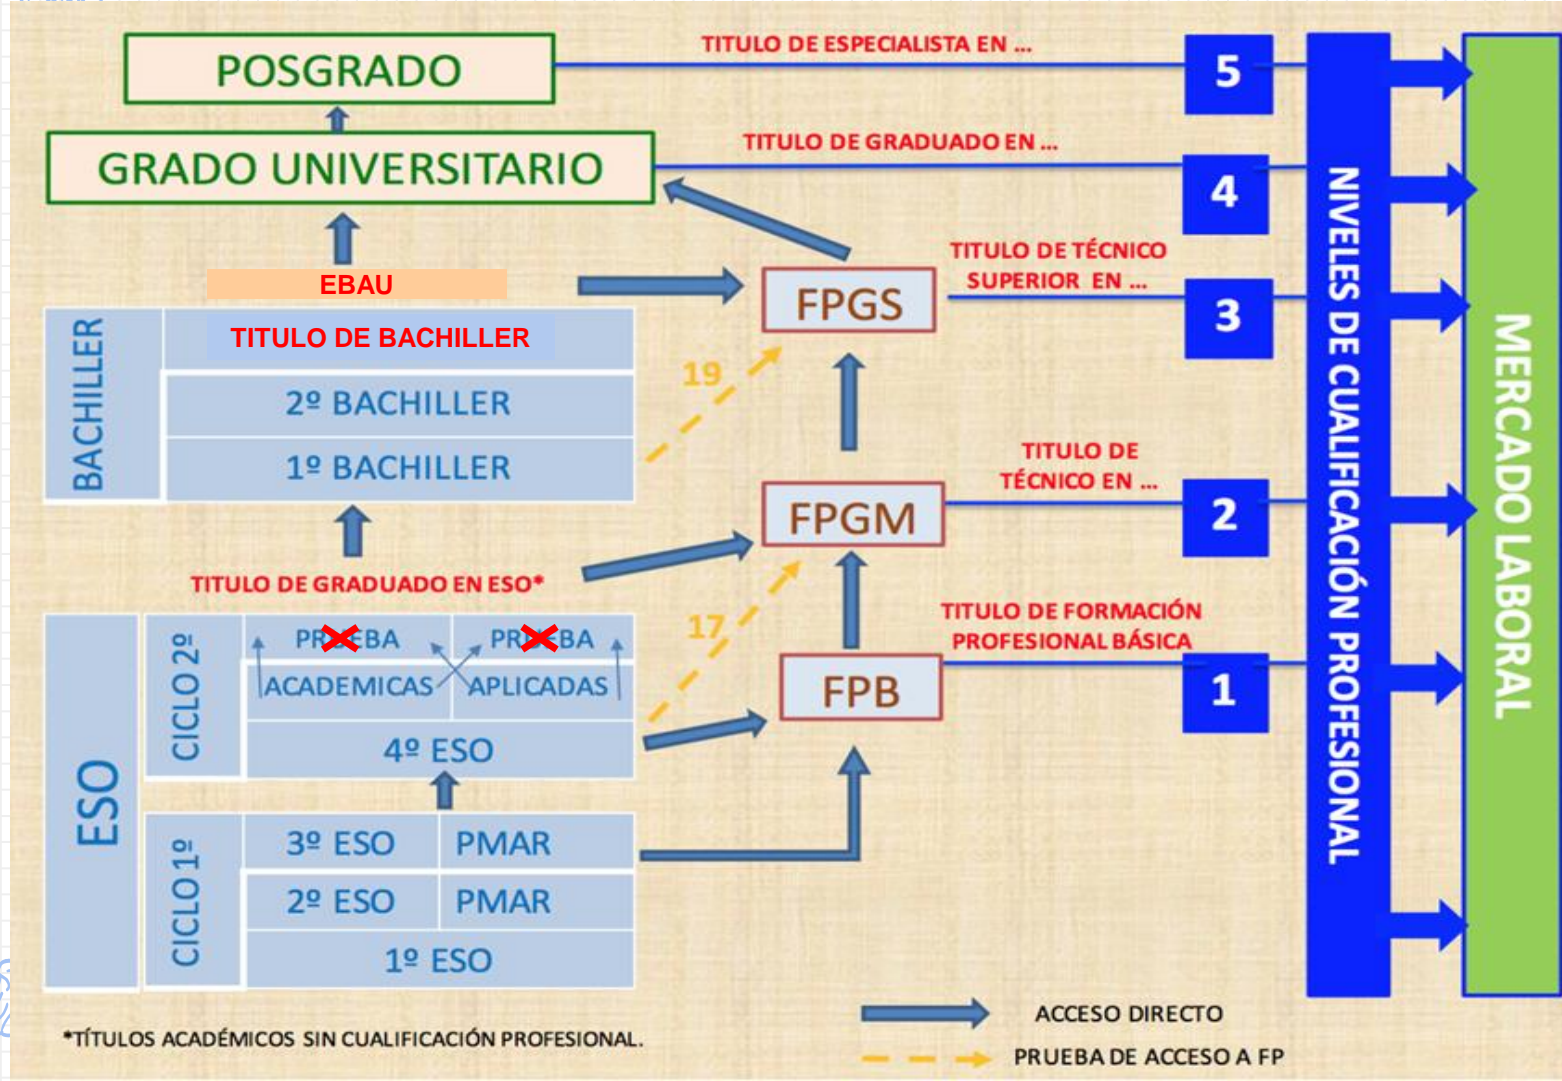 POSGRADO
TITULO DE ESPECIALISTA EN ...
5
GRADO UNIVERSITARIO
TITULO DE GRADUADO EN ...
4
EBAU
FPGS
TITULO DE TÉCNICO
SUPERIOR EN ...
3
BACHILLER
TITULO DE BACHILLER
2º BACHILLER
1º BACHILLER
19
FPGM
TITULO DE
TÉCNICO EN ...
2
TITULO DE GRADUADO EN ESO*
17
ESO
CICLO 2º
PRUEBA
PRUEBA
ACADEMICAS
APLICADAS
4º ESO
FPB
TITULO DE FORMACIÓN
PROFESIONAL BÁSICA
1
CICLO 1º
3º ESO
PMAR
2º ESO
PMAR
1º ESO
NIVELES DE CUALIFICACIÓN PROFESIONAL
MERCADO LABORAL
*TÍTULOS ACADÉMICOS SIN CUALIFICACIÓN PROFESIONAL.
ACCESO DIRECTO
PRUEBA DE ACCESO A FP